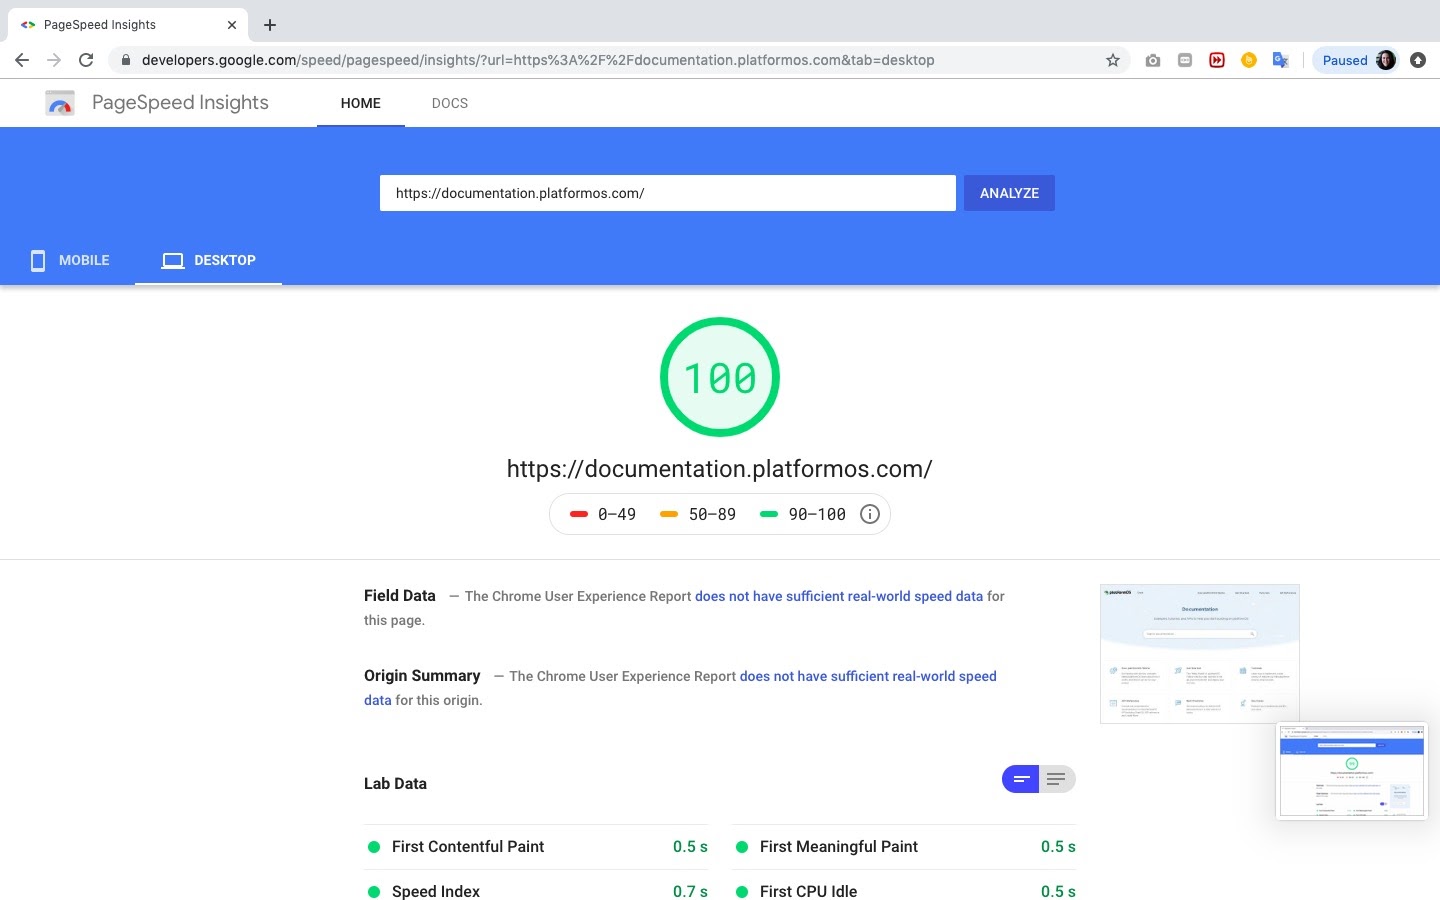 PageSpeed Insights
developers.google.com/speed/pagespeed/insights/?url=https%3A%2F%2Fdocumentation.platformos.com&tab=desktop
Paused
PageSpeed Insights HOME DOCS
https://documentation.platformos.com/ ANALYZE
MOBILE DESKTOP
100
https://documentation.platformos.com/
0–49 50–89 90–100
Field Data — The Chrome User Experience Report does not have sufficient real-world speed data for
this page.
platformOS
Documentation
Origin Summary — The Chrome User Experience Report does not have sufficient real-world speed
data for this origin.
Lab Data
First Contentful Paint 0.5 s First Meaningful Paint 0.5 s
Speed Index 0.7 s First CPU Idle 0.5 s